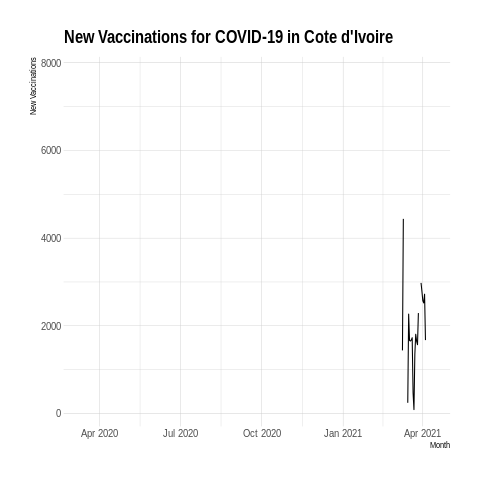 New Vaccinations for COVID-19 in Cote d'Ivoire
New Vaccinations
8000
6000
4000
2000
0
Apr 2020 Jul 2020 Oct 2020 Jan 2021 Apr 2021
Month